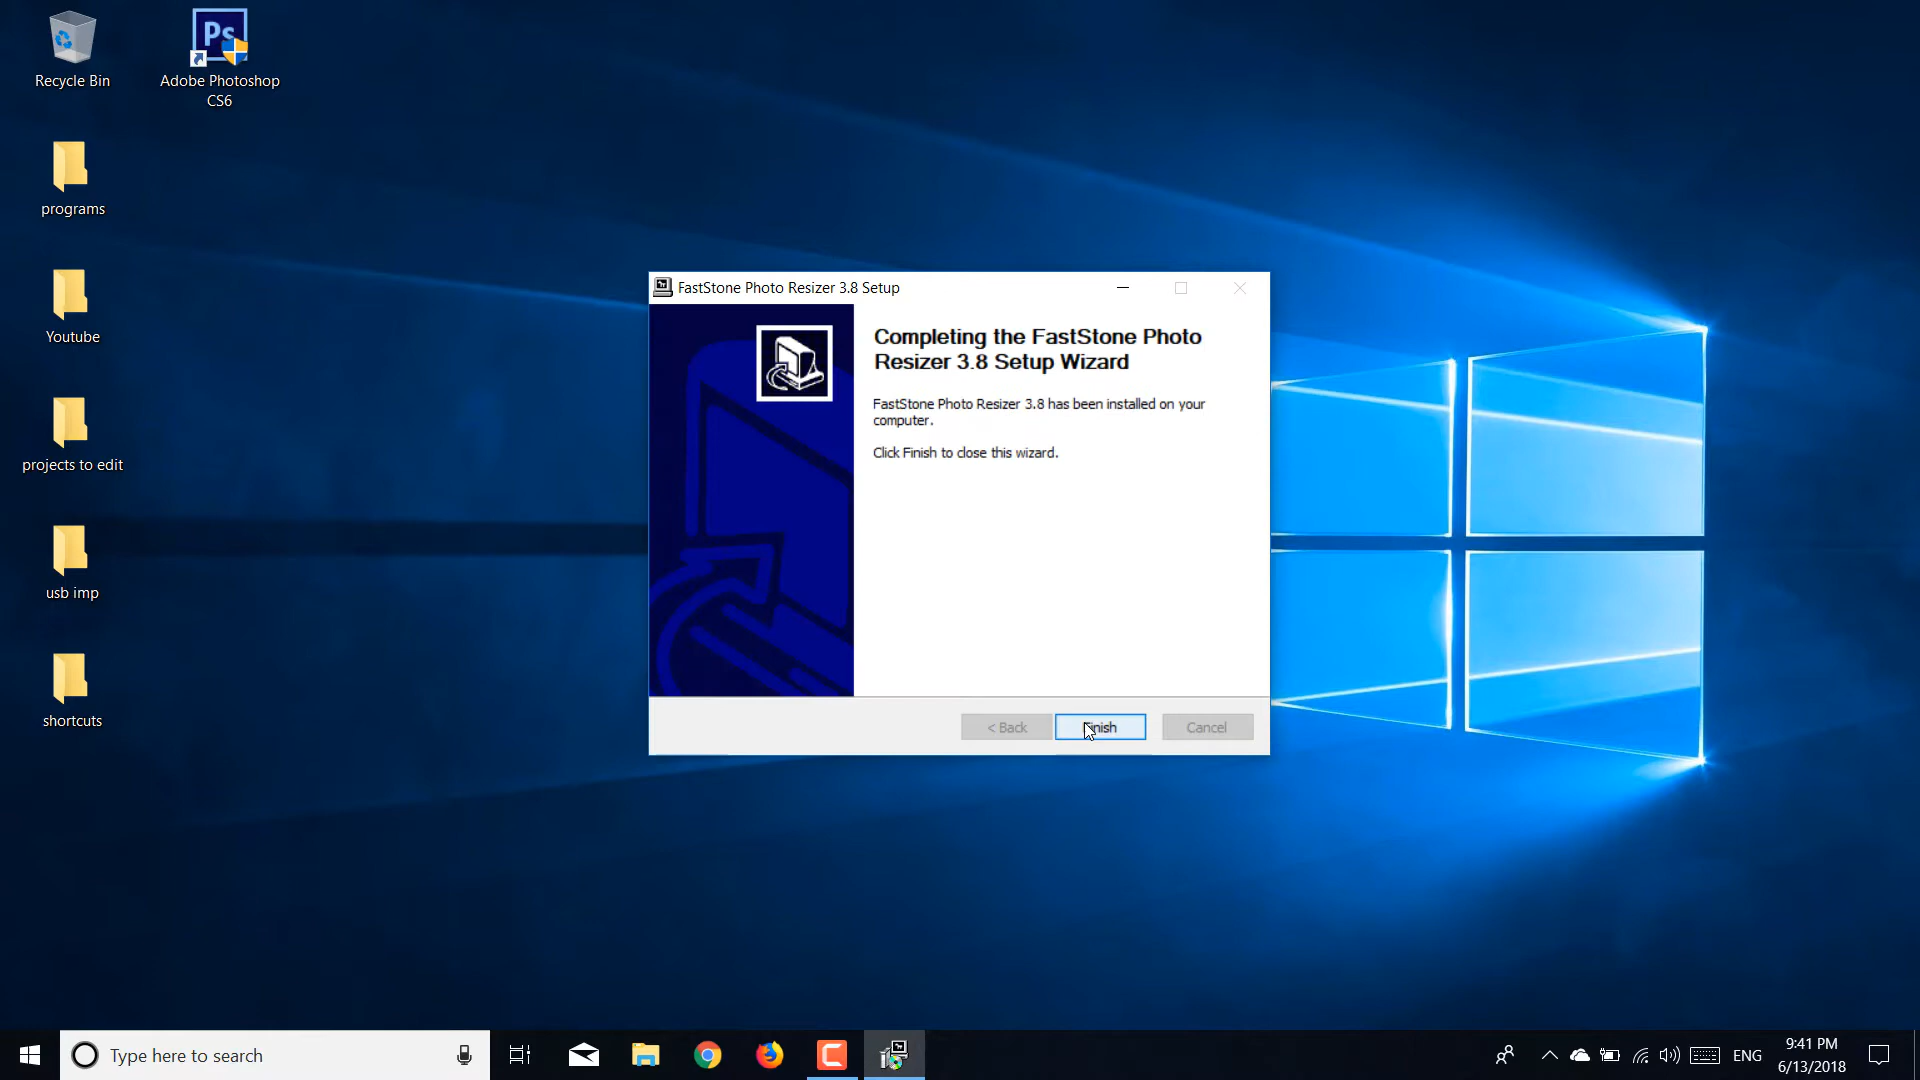 Recycle Bin
Ps
Adobe Photoshop
CS6
programs
Youtube
projects to edit
usb imp
shortcuts
FastStone Photo Resizer 3.8 Setup
Completing the FastStone Photo
Resizer 3.8 Setup Wizard
FastStone Photo Resizer 3.8 has been installed on your
computer.
Click Finish to close this wizard.
< Back
Finish
Cancel
Type here to search
ENG
9:41 PM
6/13/2018